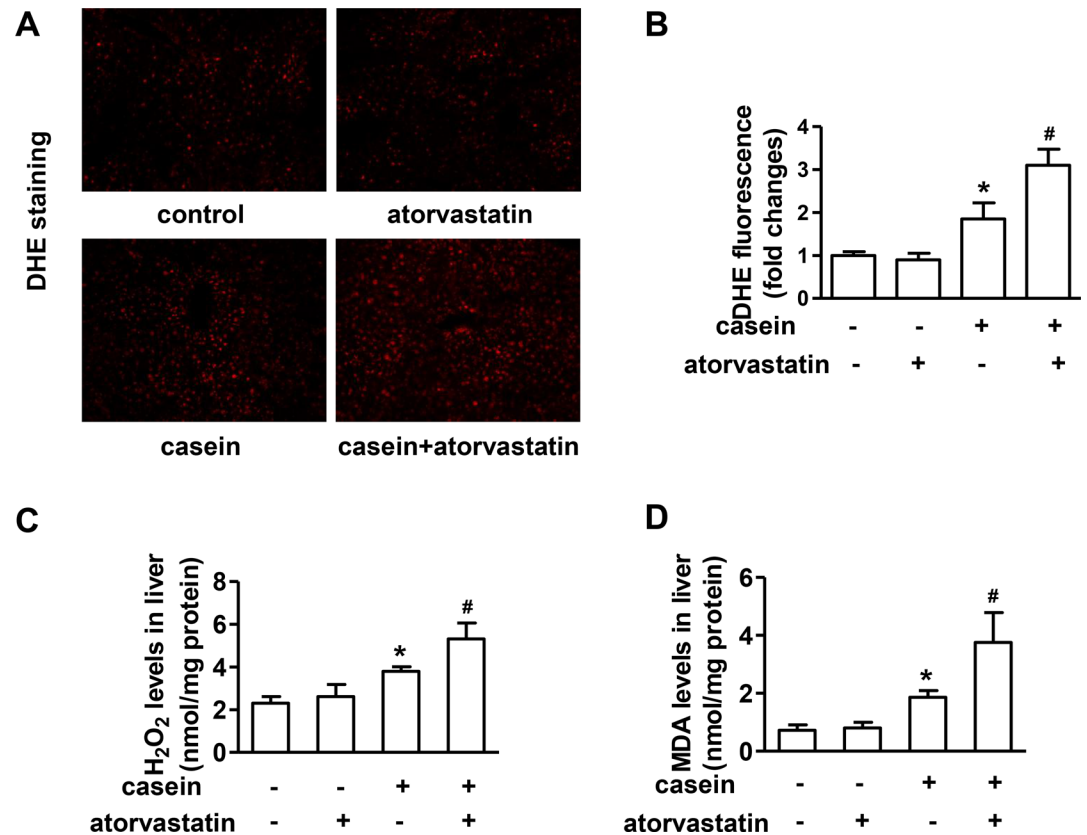 A
DHE staining
control
atorvastatin
casein
casein+atorvastatin
B
DHE fluorescence
(fold changes)
4
3
2
1
0
*
#
casein - - + +
atorvastatin - + - +
C
H₂O₂ levels in liver
(nmol/mg protein)
8
6
4
2
0
*
#
casein - - + +
atorvastatin - + - +
D
MDA levels in liver
(nmol/mg protein)
6
4
2
0
*
#
casein - - + +
atorvastatin - + - +